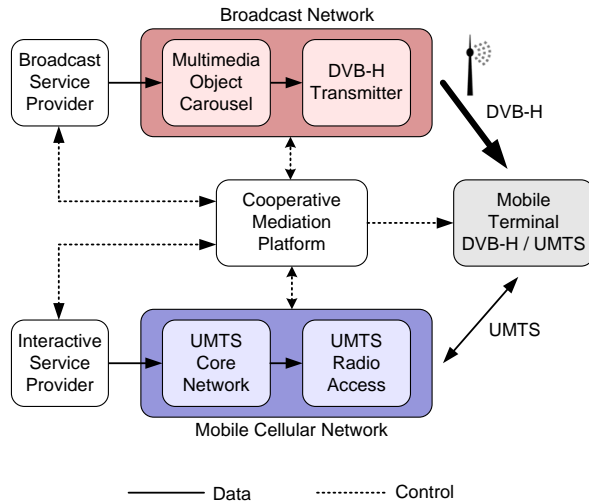 Broadcast Network
Broadcast
Service
Provider
Multimedia
Object
Carousel
DVB-H
Transmitter
DVB-H
Cooperative
Mediation
Platform
Mobile
Terminal
DVB-H / UMTS
Interactive
Service
Provider
UMTS
Core
Network
UMTS
Radio
Access
UMTS
Mobile Cellular Network
Data
Control